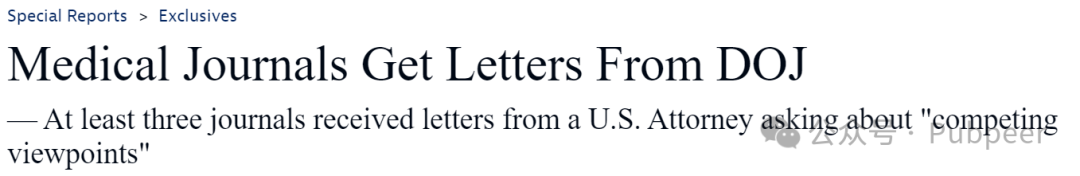 Special Reports > Exclusives
Medical Journals Get Letters From DOJ
— At least three journals received letters from a U.S. Attorney asking about "competing
viewpoints"
公众号 · Pubpeer